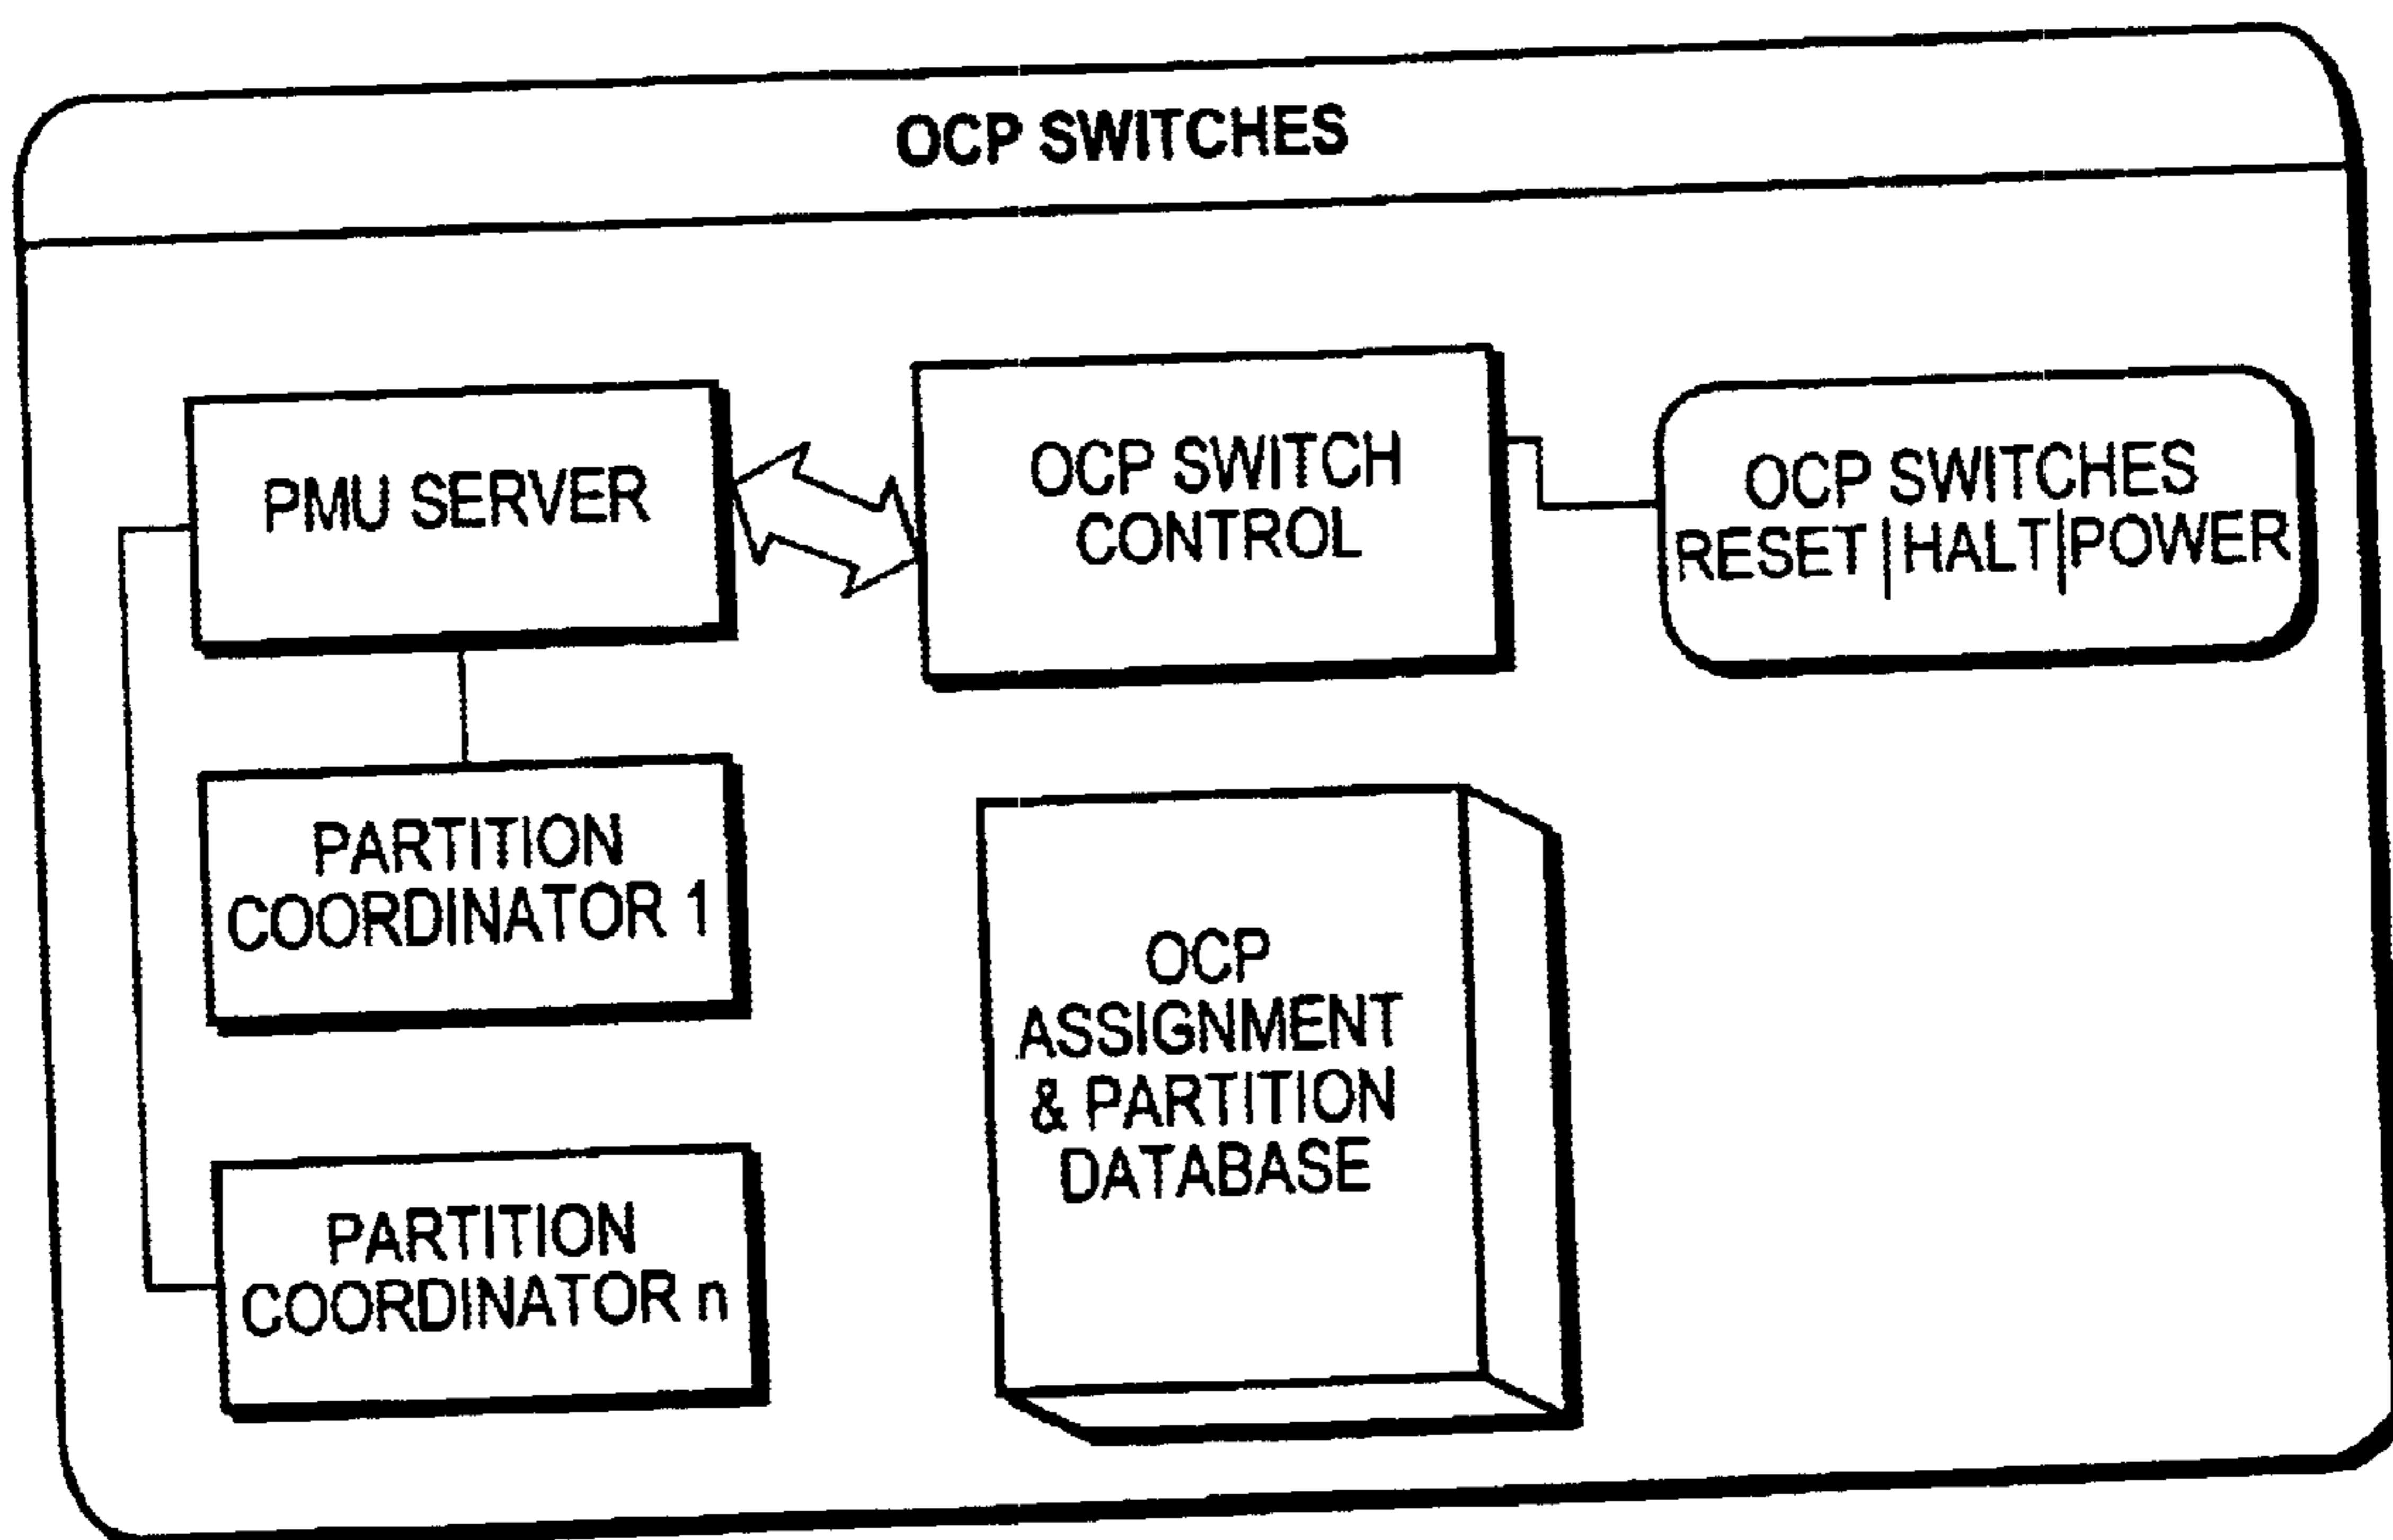 OCP SWITCHES
PMU SERVER
OCP SWITCH
CONTROL
OCP SWITCHES
RESET | HALT | POWER
PARTITION
COORDINATOR 1
OCP
ASSIGNMENT
& PARTITION
DATABASE
PARTITION
COORDINATOR n